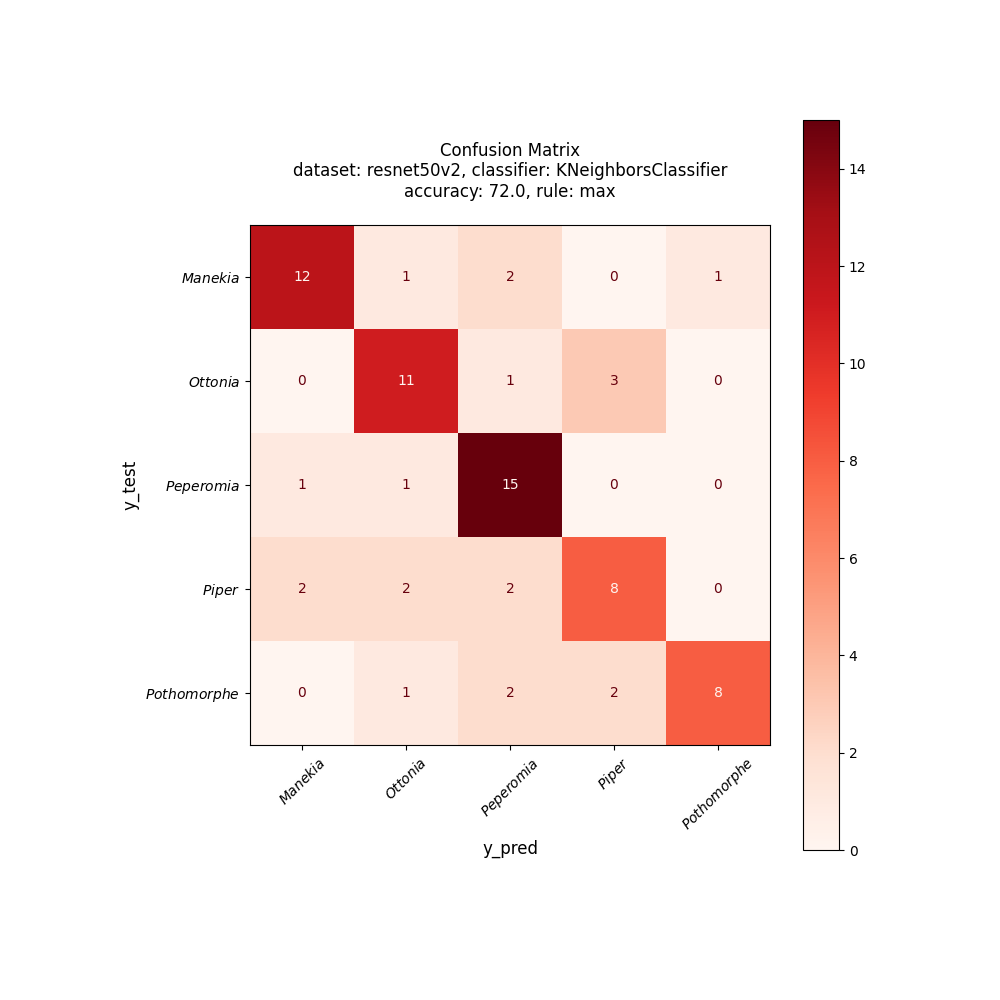 Confusion Matrix
dataset: resnet50v2, classifier: KNeighborsClassifier
accuracy: 72.0, rule: max
Manekia 12 1 2 0 1
Ottonia 0 11 1 3 0
Peperomia 1 1 15 0 0
Piper 2 2 2 8 0
Pothomorphe 0 1 2 2 8
y_test
Manekia Ottonia Peperomia Piper Pothomorphe
y_pred
14
12
10
8
6
4
2
0